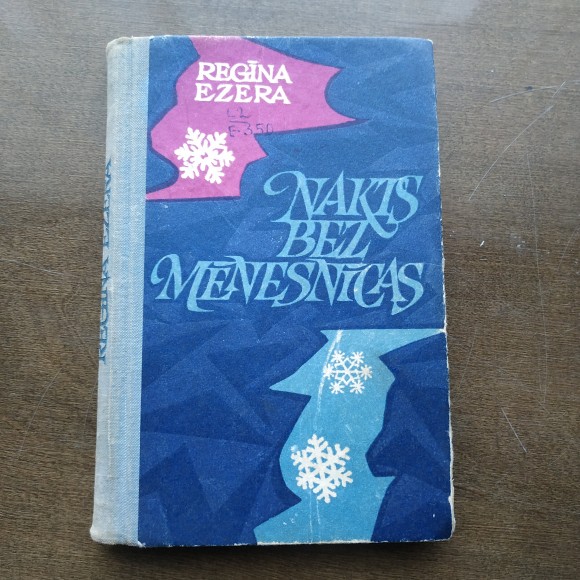 REGĪNA
EZERA
NAKTS
BEZ
MĒNESNĪCAS
REGĪNA EZERA